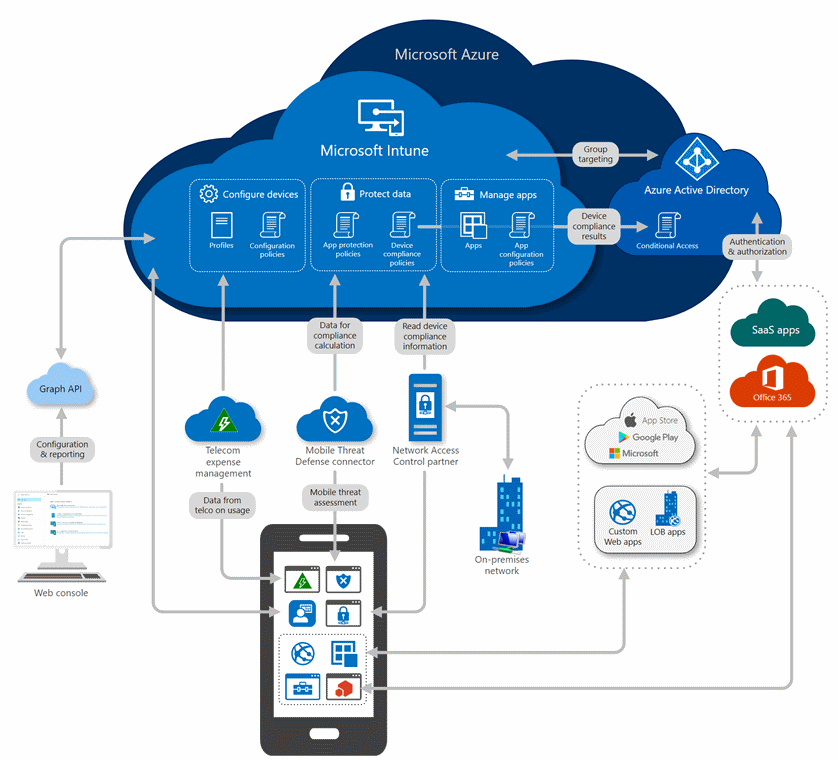 Microsoft Azure
Microsoft Intune
Group
targeting
Azure Active Directory
Configure devices
Protect data
Manage apps
Profiles
Configuration
policies
App protection
policies
Device
compliance
policies
Apps
App
configuration
policies
Device
compliance
results
Conditional Access
Authentication
& authorization
Data for
compliance
calculation
Read device
compliance
information
SaaS apps
Office 365
Graph API
Configuration
& reporting
Web console
Telecom
expense
management
Mobile Threat
Defense connector
Network Access
Control partner
Data from
telco on usage
Mobile threat
assessment
On-premises
network
App Store
Google Play
Microsoft
Custom
Web apps
LOB apps